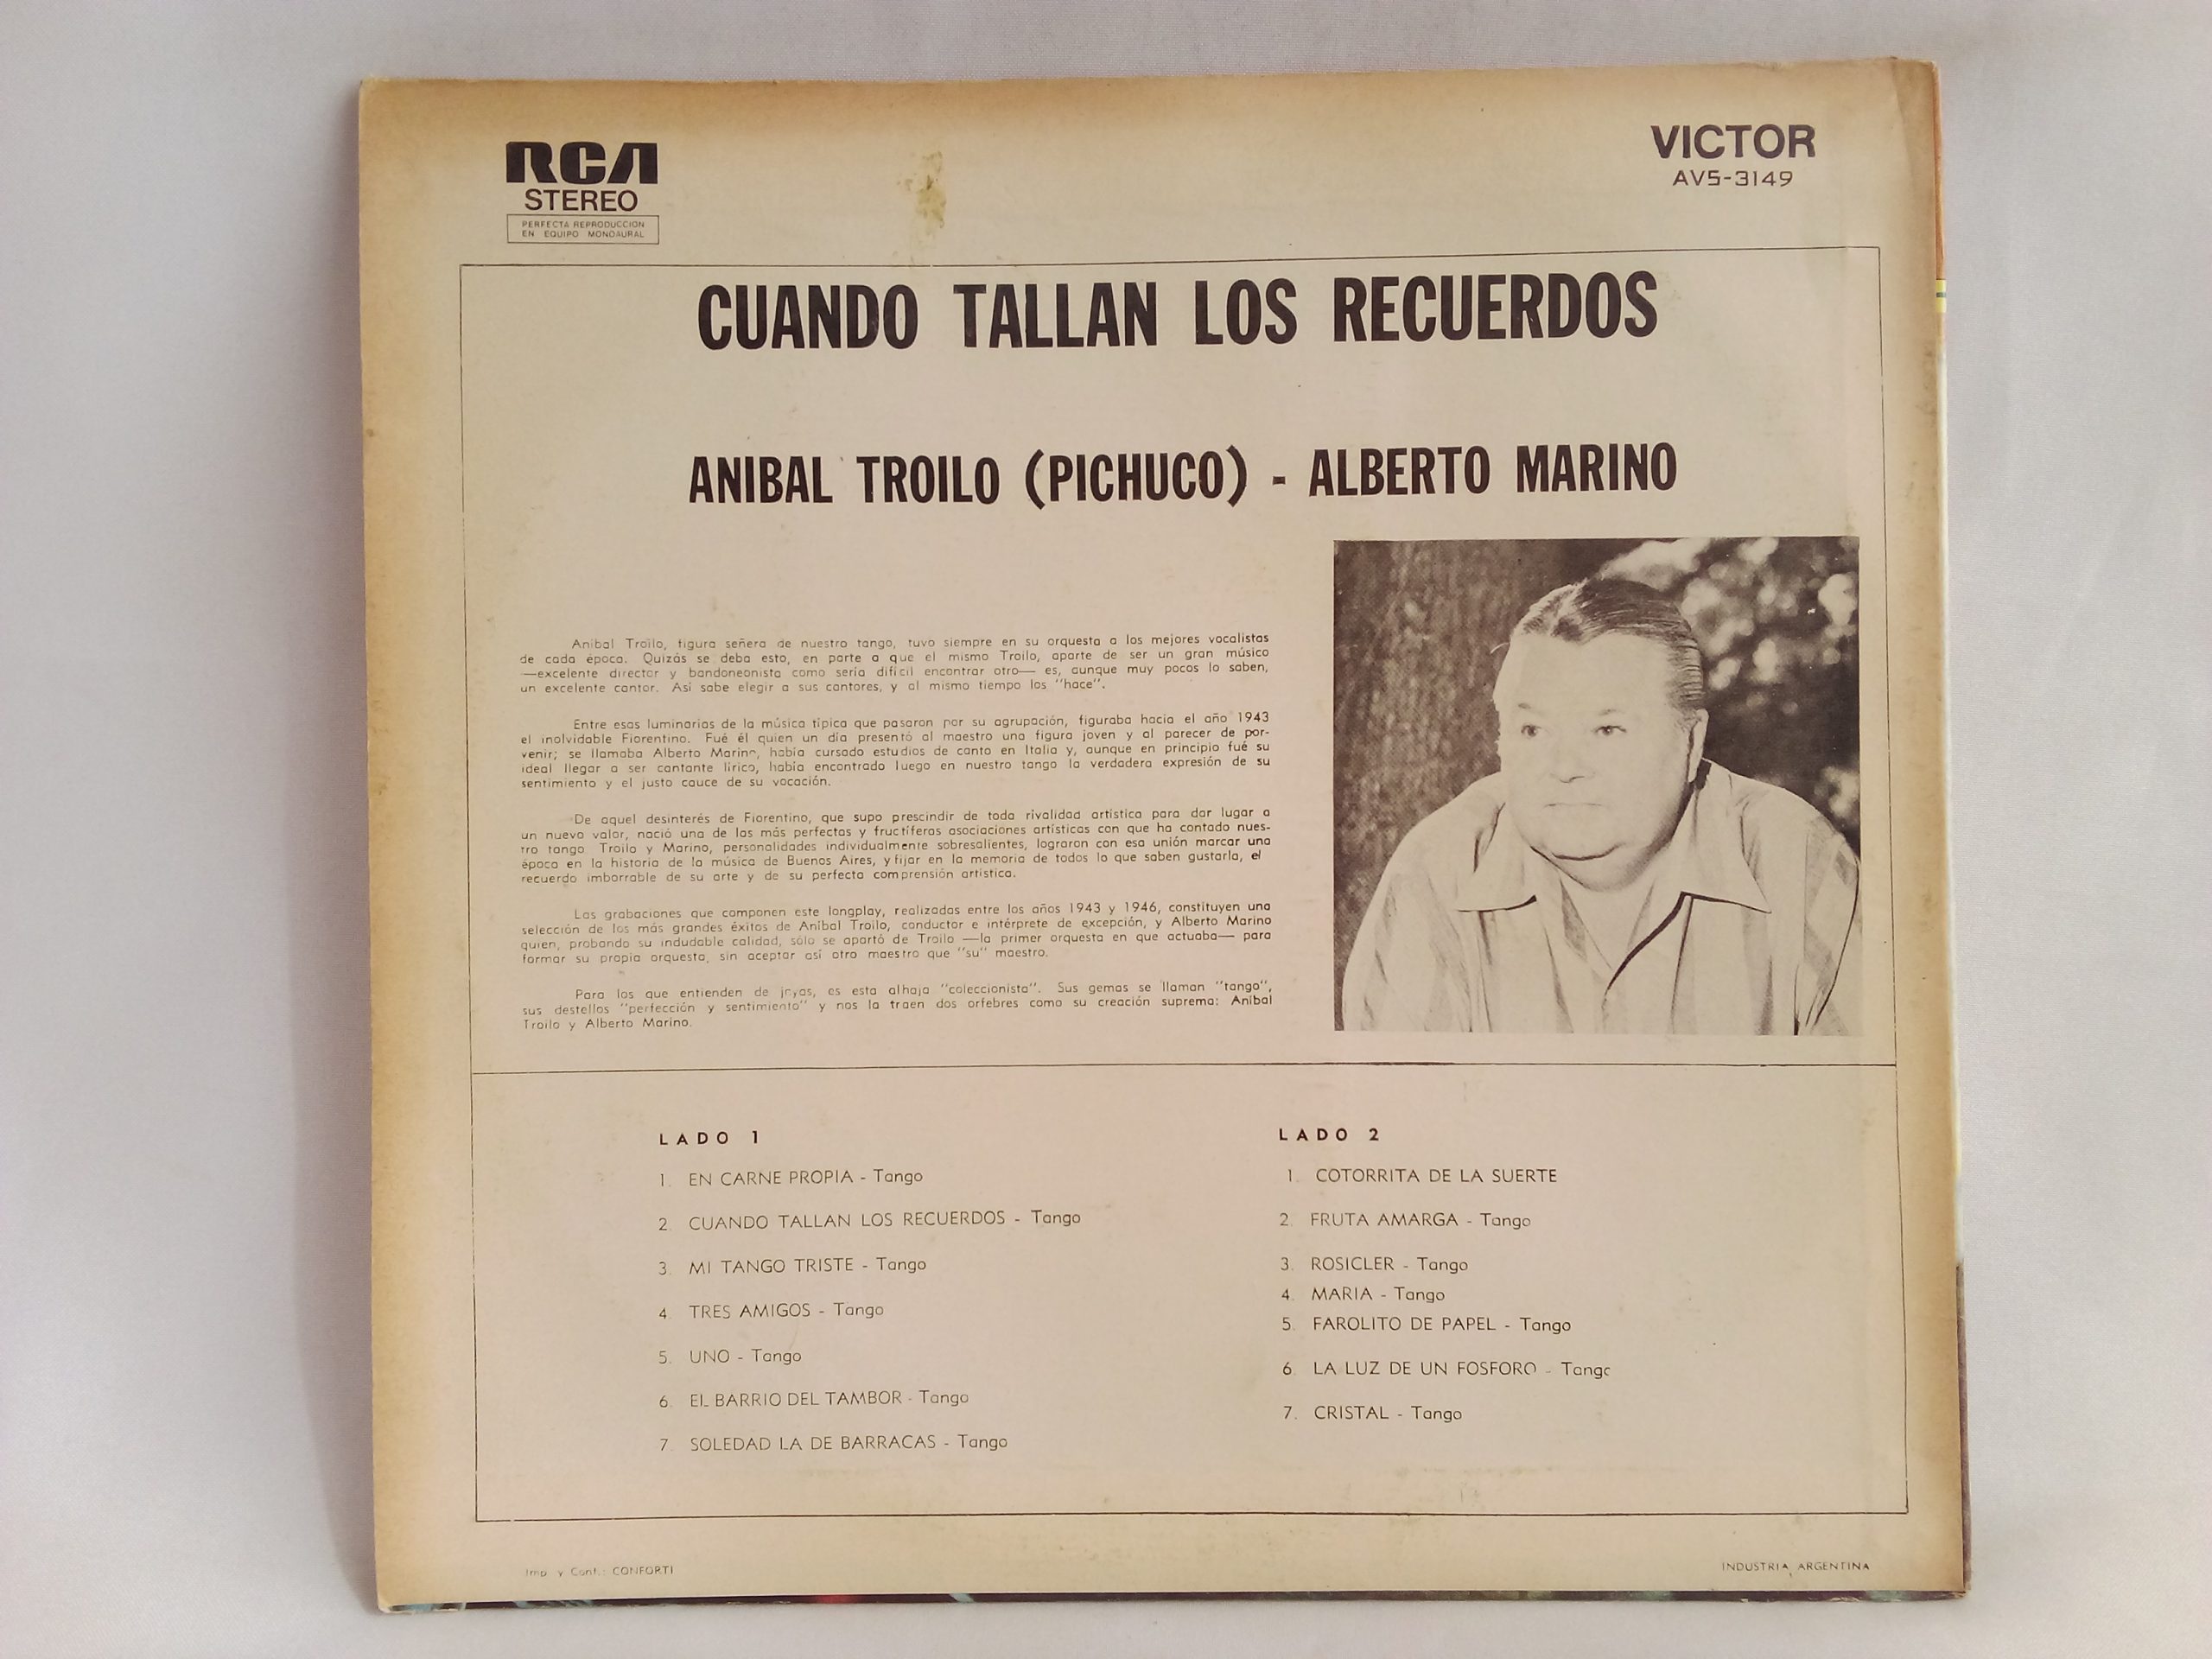 RCA
STEREO
PERFECTA REPRODUCCION
EN EQUIPO MONOAURAL
VICTOR
AVS-3149
CUANDO TALLAN LOS RECUERDOS
ANIBAL TROILO (PICHUCO) - ALBERTO MARINO
Aníbal Troilo, figura señera de nuestro tango, tuvo siempre en su orquesta a los mejores vocalistas
de cada época. Quizás se deba esto, en parte a que el mismo Troilo, aparte de ser un gran músico
—excelente director y bandoneonista como sería difícil encontrar otro— es, aunque muy pocos lo saben,
un excelente cantor. Así sabe elegir a sus cantores, y al mismo tiempo los "hace".
Entre esas luminarias de la música típica que pasaron por su agrupación, figuraba hacia el año 1943
el inolvidable Fiorentino. Fué él quien un día presentó al maestro una figura joven y al parecer de por-
venir; se llamaba Alberto Marino, había cursado estudios de canto en Italia y, aunque en principio fué su
ideal llegar a ser cantante lírico, había encontrado luego en nuestro tango la verdadera expresión de su
sentimiento y el justo cauce de su vocación.
De aquel desinterés de Fiorentino, que supo prescindir de toda rivalidad artística para dar lugar a
un nuevo valor, nació una de las más perfectas y fructíferas asociaciones artísticas con que ha contado nues-
tro tango Troilo y Marino, personalidades individualmente sobresalientes, lograron con esa unión marcar una
época en la historia de la música de Buenos Aires, y fijar en la memoria de todos lo que saben gustarla, el
recuerdo imborrable de su arte y de su perfecta comprensión artística.
Las grabaciones que componen este longplay, realizadas entre los años 1943 y 1946, constituyen una
selección de los más grandes éxitos de Aníbal Troilo, conductor e intérprete de excepción, y Alberto Marino
quien, probando su indudable calidad, sólo se apartó de Troilo —la primer orquesta en que actuaba— para
formar su propia orquesta, sin aceptar así otro maestro que "su" maestro.
Para los que entienden de joyas, es esta alhaja "coleccionista". Sus gemas se llaman "tango",
sus destellos "perfección y sentimiento" y nos la traen dos orfebres como su creación suprema: Aníbal
Troilo y Alberto Marino.
LADO 1
1. EN CARNE PROPIA - Tango
2. CUANDO TALLAN LOS RECUERDOS - Tango
3. MI TANGO TRISTE - Tango
4. TRES AMIGOS - Tango
5. UNO - Tango
6. EL BARRIO DEL TAMBOR - Tango
7. SOLEDAD LA DE BARRACAS - Tango
LADO 2
1. COTORRITA DE LA SUERTE
2. FRUTA AMARGA - Tango
3. ROSICLER - Tango
4. MARIA - Tango
5. FAROLITO DE PAPEL - Tango
6. LA LUZ DE UN FOSFORO - Tango
7. CRISTAL - Tango
Imp. y Conf.: CONFORTI
INDUSTRIA ARGENTINA